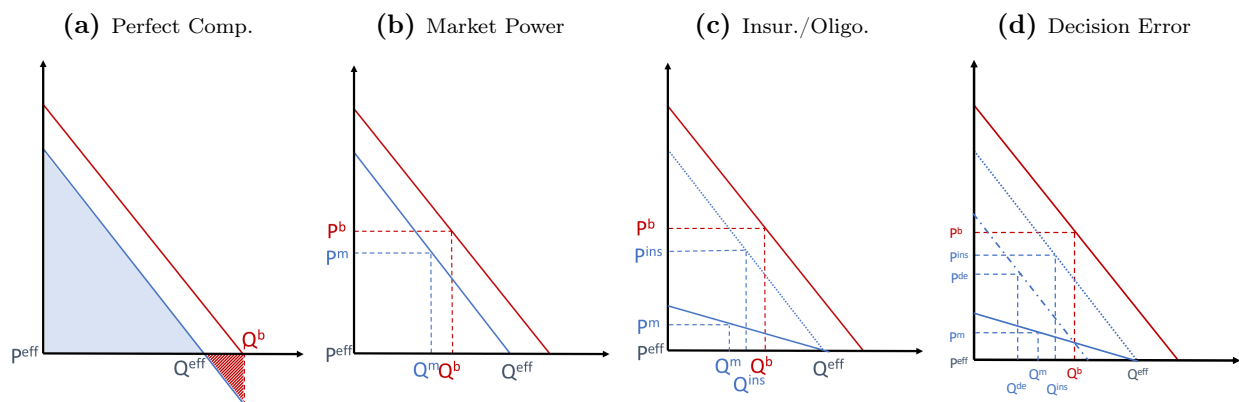 (a) Perfect Comp.
P^eff
Q^eff
Q^b
(b) Market Power
P^b
P^m
P^eff
Q^m
Q^b
Q^eff
(c) Insur./Oligo.
P^b
P^ins
P^m
P^eff
Q^m
Q^b
Q^eff
Q^ins
(d) Decision Error
P^b
P^ins
P^de
P^m
P^eff
Q^m
Q^b
Q^eff
Q^de
Q^ins